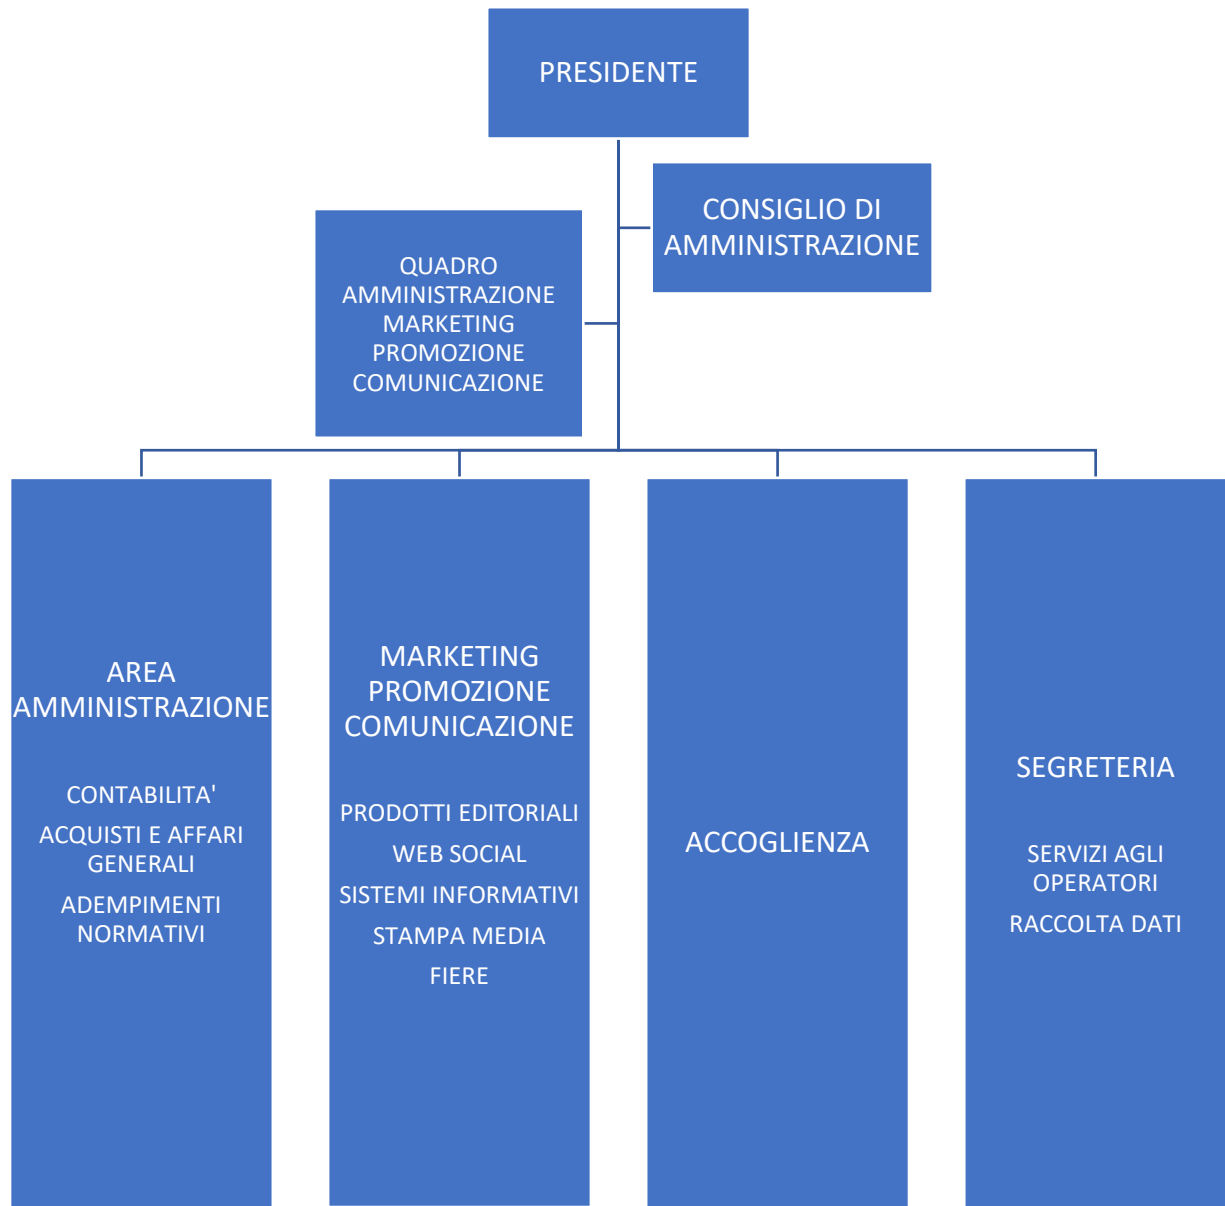 PRESIDENTE
CONSIGLIO DI
AMMINISTRAZIONE
QUADRO
AMMINISTRAZIONE
MARKETING
PROMOZIONE
COMUNICAZIONE
AREA
AMMINISTRAZIONE
CONTABILITA'
ACQUISTI E AFFARI
GENERALI
ADEMPIMENTI
NORMATIVI
MARKETING
PROMOZIONE
COMUNICAZIONE
PRODOTTI EDITORIALI
WEB SOCIAL
SISTEMI INFORMATIVI
STAMPA MEDIA
FIERE
ACCOGLIENZA
SEGRETERIA
SERVIZI AGLI
OPERATORI
RACCOLTA DATI